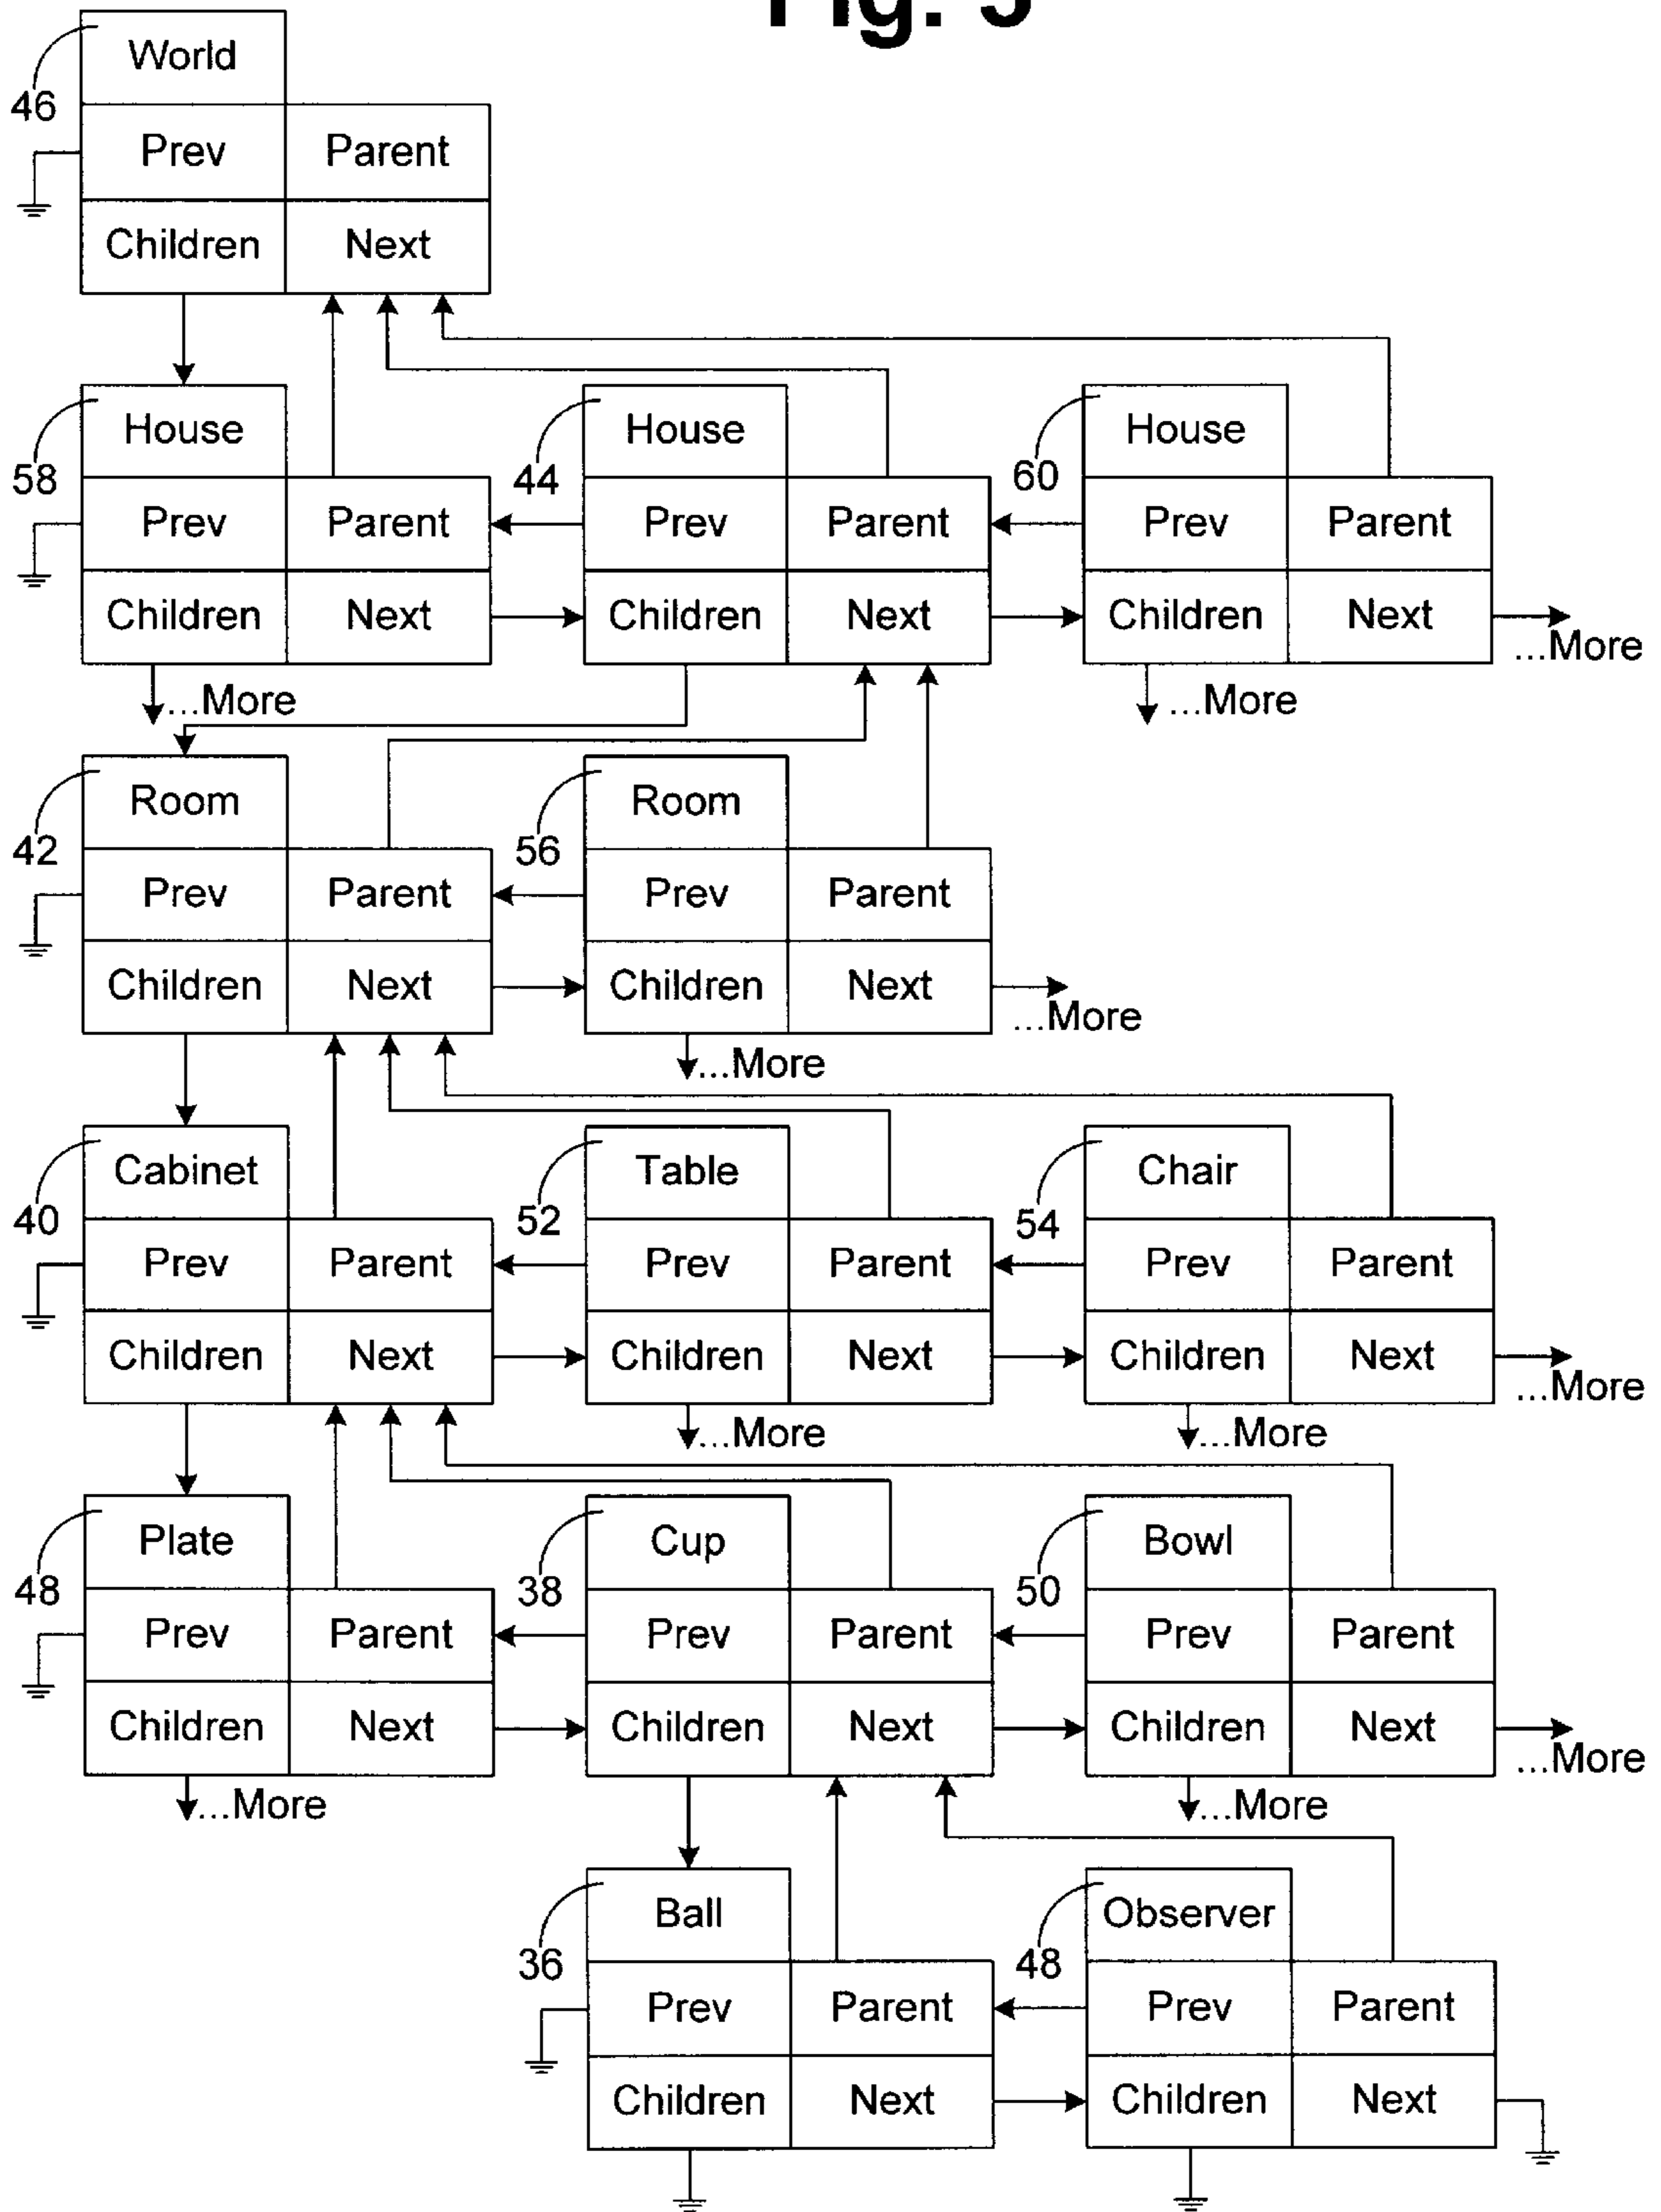 Fig. 5
World
46
Prev Parent
Children Next
House House House
58 44 60
Prev Parent Prev Parent Prev Parent
Children Next Children Next Children Next
...More
...More ...More
Room Room
42 56
Prev Parent Prev Parent
Children Next Children Next
...More
...More
Cabinet Table Chair
40 52 54
Prev Parent Prev Parent Prev Parent
Children Next Children Next Children Next
...More
...More ...More
Plate Cup Bowl
48 38 50
Prev Parent Prev Parent Prev Parent
Children Next Children Next Children Next
...More
...More ...More
Ball Observer
36 48
Prev Parent Prev Parent
Children Next Children Next